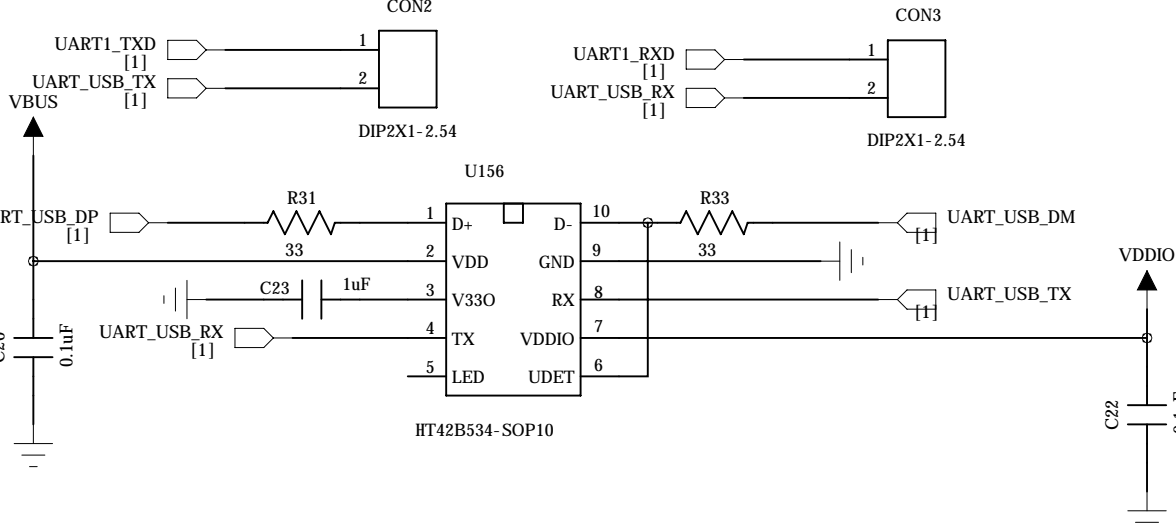 CON2
CON3
UART1_TXD
[1]
1
UART_USB_TX
[1]
2
DIP2X1-2.54
UART1_RXD
[1]
1
UART_USB_RX
[1]
2
DIP2X1-2.54
VBUS
U156
RT_USB_DP
[1]
R31
33
1 D+
2 VDD
3 V33O
4 TX
5 LED
D- 10
GND 9
RX 8
VDDIO 7
UDET 6
R33
33
UART_USB_DM
[1]
C23 1uF
UART_USB_RX
[1]
UART_USB_TX
[1]
VDDIO
0.1uF
C22
HT42B534-SOP10